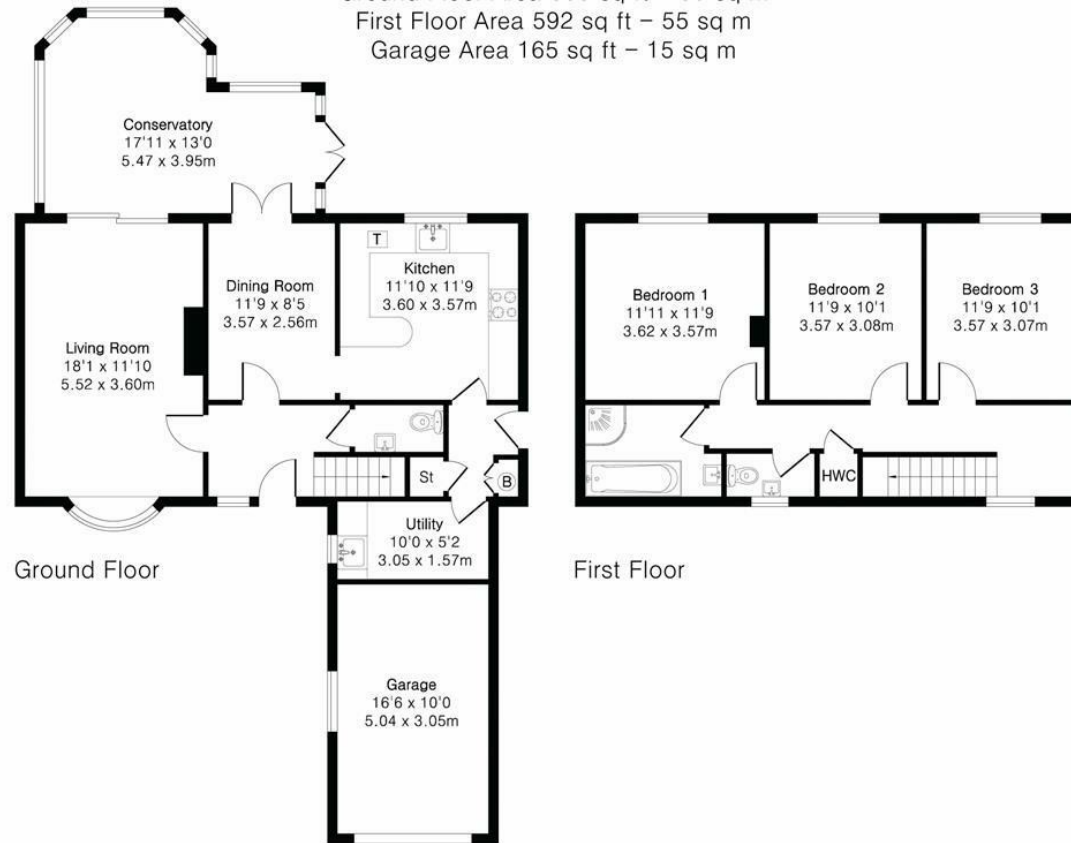 First Floor Area 592 sq ft – 55 sq m
Garage Area 165 sq ft – 15 sq m
Conservatory
17'11 x 13'0
5.47 x 3.95m
T
Kitchen
11'10 x 11'9
3.60 x 3.57m
Dining Room
11'9 x 8'5
3.57 x 2.56m
Living Room
18'1 x 11'10
5.52 x 3.60m
St
B
Utility
10'0 x 5'2
3.05 x 1.57m
Ground Floor
Garage
16'6 x 10'0
5.04 x 3.05m
Bedroom 1
11'11 x 11'9
3.62 x 3.57m
Bedroom 2
11'9 x 10'1
3.57 x 3.08m
Bedroom 3
11'9 x 10'1
3.57 x 3.07m
HWC
First Floor